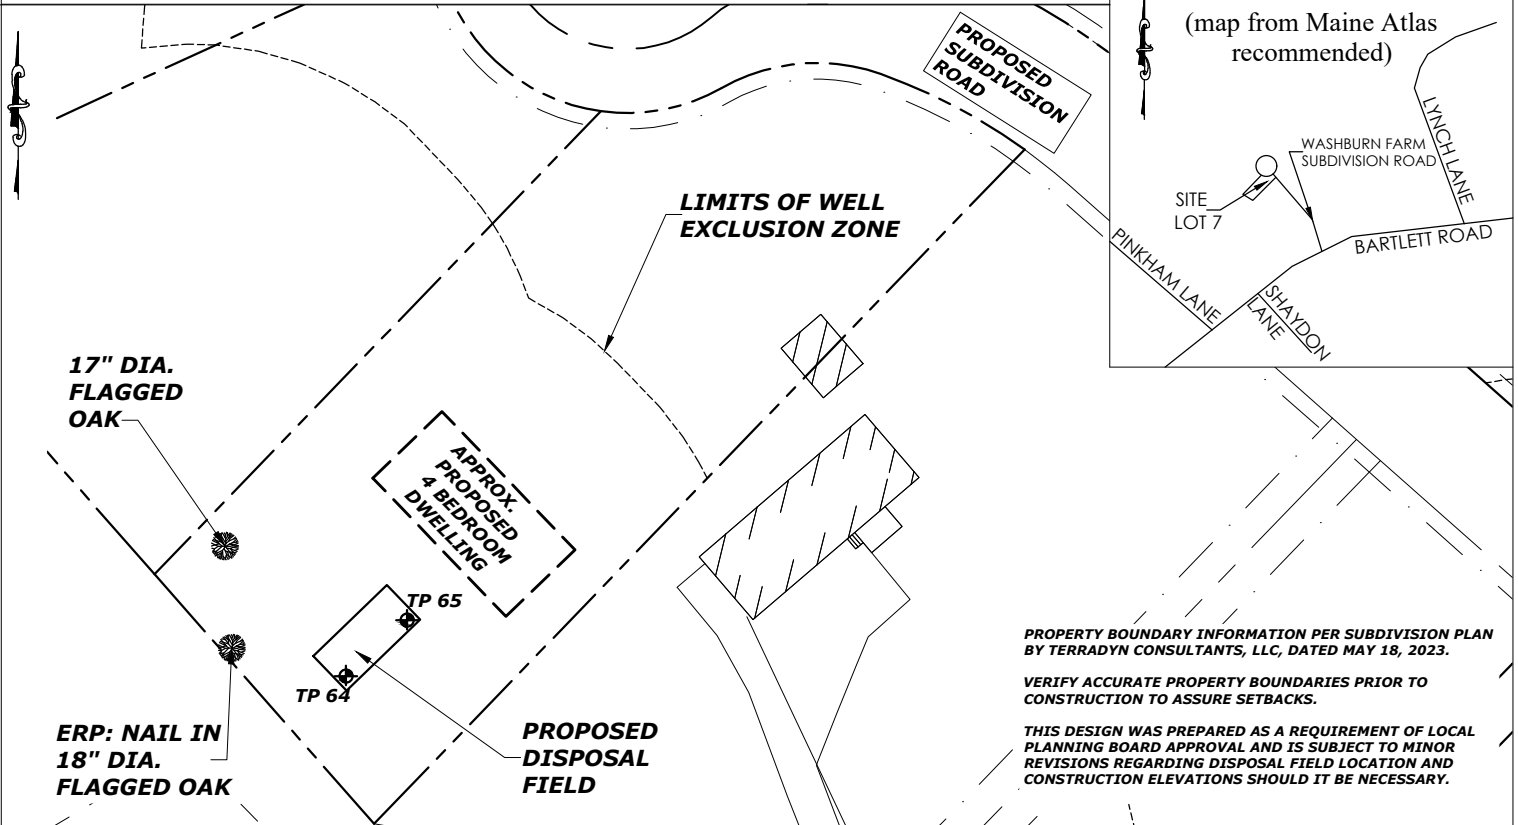 PROPOSED
SUBDIVISION
ROAD
(map from Maine Atlas
recommended)
LYNCH LANE
WASHBURN FARM
SUBDIVISION ROAD
SITE
LOT 7
PINKHAM LANE
BARTLETT ROAD
SHAYDON
LANE
LIMITS OF WELL
EXCLUSION ZONE
17" DIA.
FLAGGED
OAK
APPROX.
PROPOSED
4 BEDROOM
DWELLING
TP 65
TP 64
ERP: NAIL IN
18" DIA.
FLAGGED OAK
PROPOSED
DISPOSAL
FIELD
PROPERTY BOUNDARY INFORMATION PER SUBDIVISION PLAN
BY TERRADYN CONSULTANTS, LLC, DATED MAY 18, 2023.
VERIFY ACCURATE PROPERTY BOUNDARIES PRIOR TO
CONSTRUCTION TO ASSURE SETBACKS.
THIS DESIGN WAS PREPARED AS A REQUIREMENT OF LOCAL
PLANNING BOARD APPROVAL AND IS SUBJECT TO MINOR
REVISIONS REGARDING DISPOSAL FIELD LOCATION AND
CONSTRUCTION ELEVATIONS SHOULD IT BE NECESSARY.